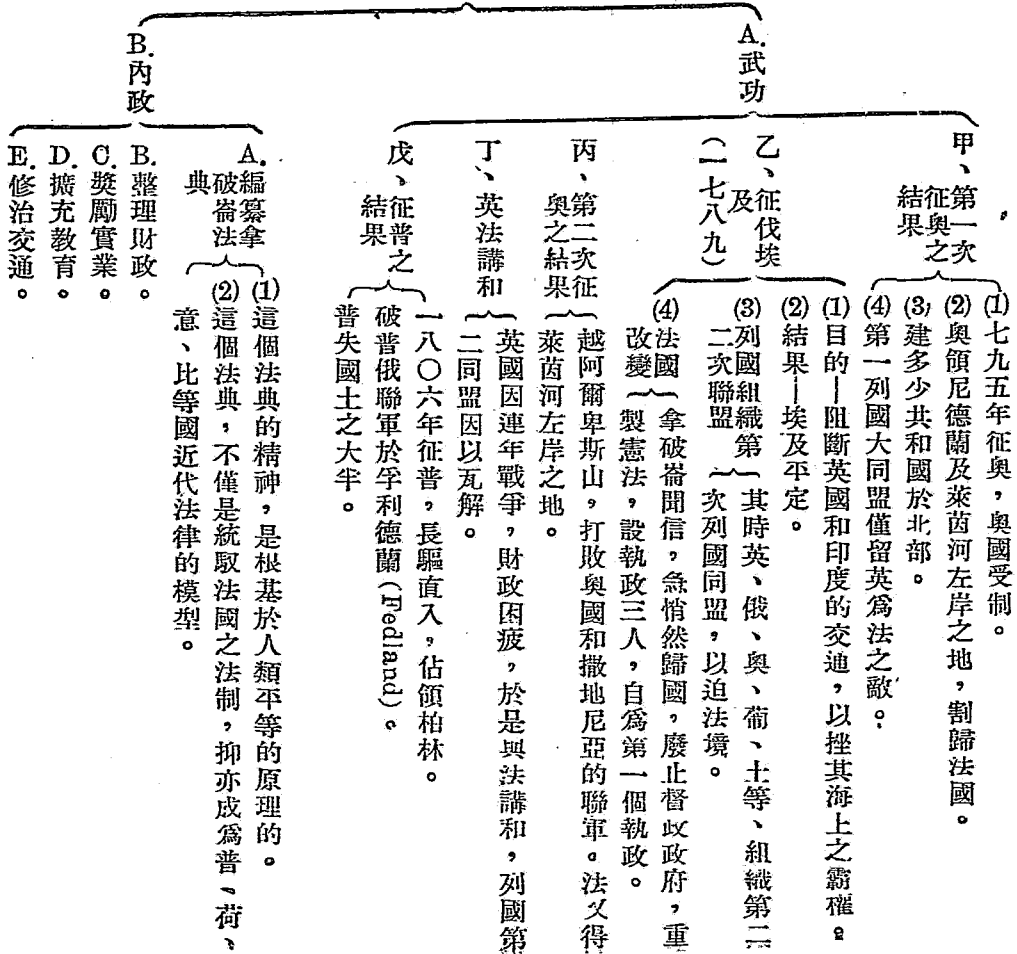 A.武功
甲、第一次
征奧之
結果
(1)七九五年征奧，奧國受制。
(2)奧領尼德蘭及萊茵河左岸之地，割歸法國。
(3)建多少共和國於北部。
(4)第一列國大同盟僅留英爲法之敵。
乙、征伐埃
及
(一七八九)
(1)目的—阻斷英國和印度的交通，以挫其海上之霸權。
(2)結果—埃及平定。
(3)列國組織第
二次聯盟
其時英、俄、奧、葡、土等、組織第二
次列國同盟，以迫法境。
(4)法國
改變
拿破崙聞信，急悄然歸國，廢止督政政府，重
製憲法，設執政三人，自爲第一個執政。
丙、第二次征
奧之結果
越阿爾卑斯山，打敗奧國和撒地尼亞的聯軍。法又得
萊茵河左岸之地。
丁、英法講和
英國因連年戰爭，財政困疲，於是與法講和，列國第
二同盟因以瓦解。
戊、征普之
結果
一八〇六年征普，長驅直入，佔領柏林。
破普俄聯軍於孚利德蘭(Fedland)。
普失國土之大半。
B.內政
A.編纂拿
破崙法
典
(1)這個法典的精神，是根基於人類平等的原理的。
(2)這個法典，不僅是統馭法國之法制，抑亦成爲普、荷、
意、比等國近代法律的模型。
B.整理財政。
C.獎勵實業。
D.擴充教育。
E.修治交通。